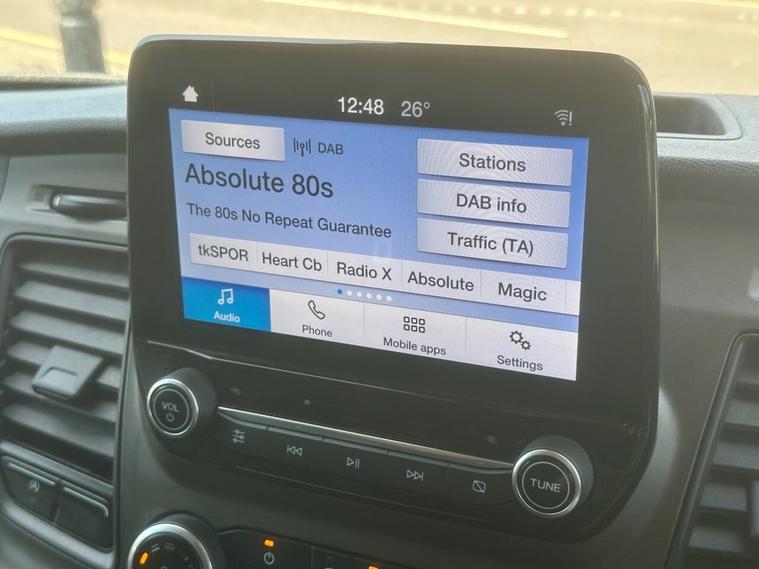 12:48 26°
Sources DAB
Stations
Absolute 80s
DAB info
The 80s No Repeat Guarantee
Traffic (TA)
tkSPOR Heart Cb Radio X Absolute Magic
Audio Phone Mobile apps Settings
VOL
TUNE